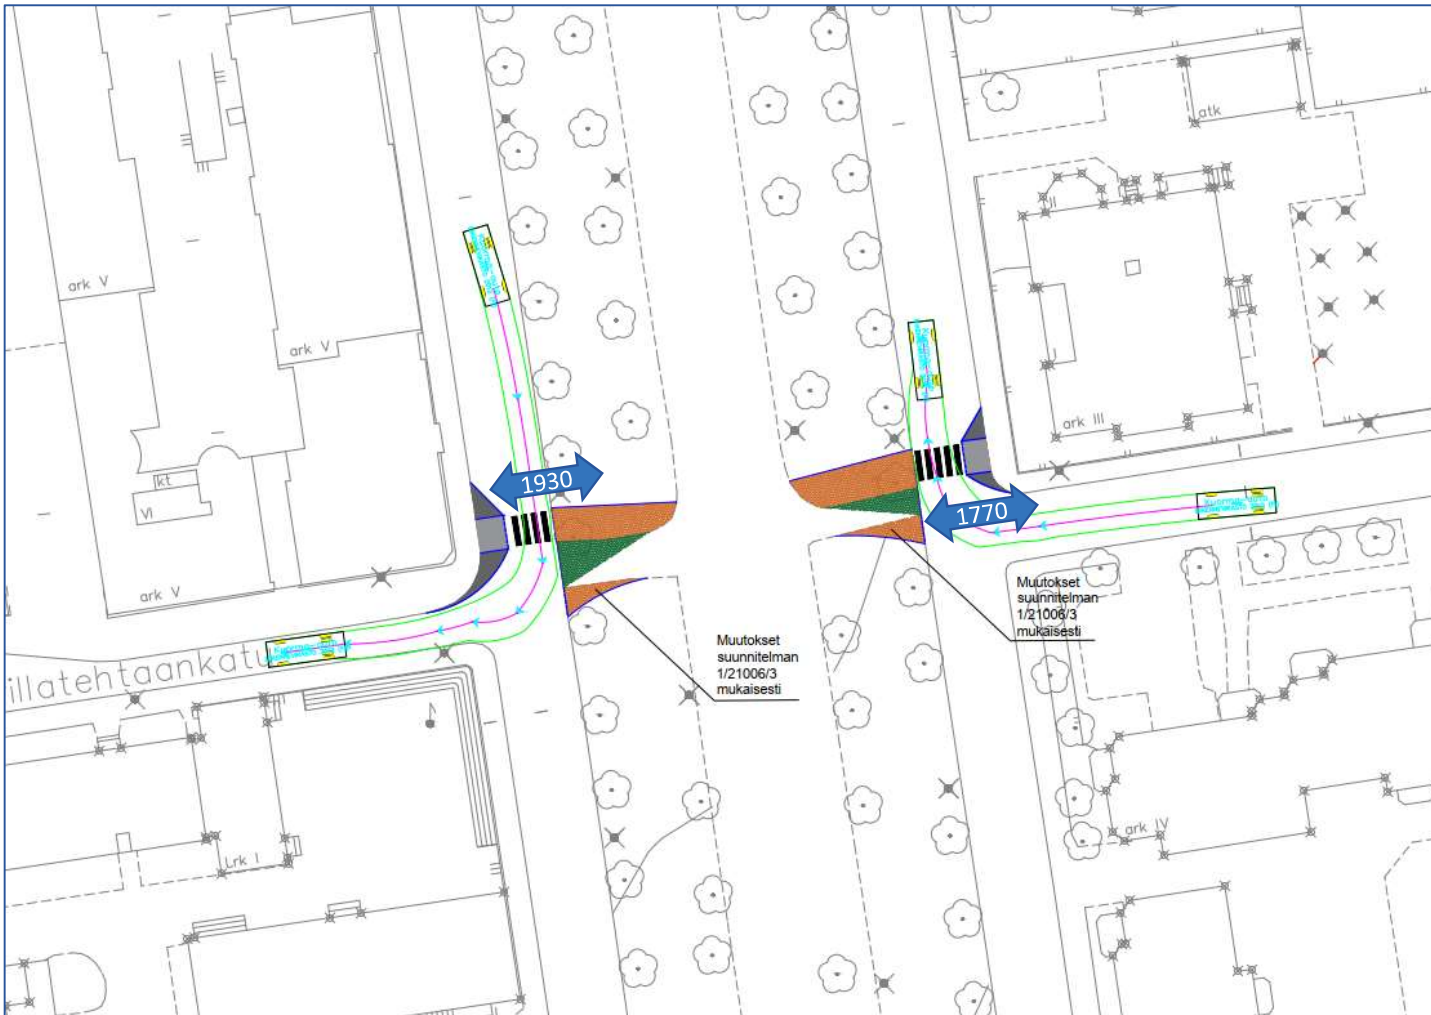 atk
II
ark V
I
ark V
ark III
kt
1930
VI
1770
ark V
Muutokset
suunnitelman
1/21006/3
mukaisesti
Muutokset
suunnitelman
1/21006/3
mukaisesti
illatehtaankatu
ark IV
Lrk I